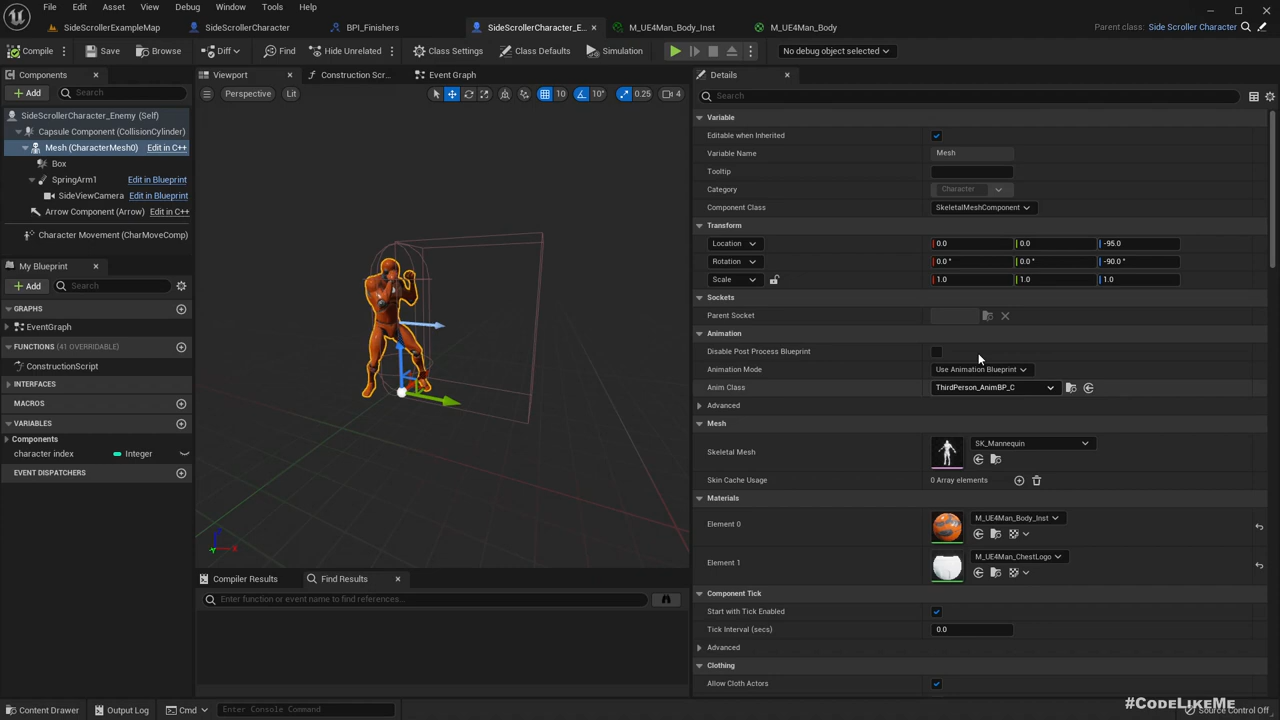 File Edit Asset View Debug Window Tools Help
SideScrollerExampleMap SideScrollerCharacter BPI_Finishers SideScrollerCharacter_E... M_UE4Man_Body_Inst M_UE4Man_Body Parent class: Side Scroller Character
Compile Save Browse Diff Find Hide Unrelated Class Settings Class Defaults Simulation No debug object selected
Components
Add Search
SideScrollerCharacter_Enemy (Self)
Capsule Component (CollisionCylinder)
Mesh (CharacterMesh0) Edit in C++
Box
SpringArm1 Edit in Blueprint
SideViewCamera Edit in Blueprint
Arrow Component (Arrow) Edit in C++
Character Movement (CharMoveComp)
My Blueprint
Add Search
GRAPHS
EventGraph
FUNCTIONS (41 OVERRIDABLE)
ConstructionScript
INTERFACES
MACROS
VARIABLES
Components
character index Integer
EVENT DISPATCHERS
Viewport Construction Scr... Event Graph
Perspective Lit 10 10° 0.25 4
Compiler Results Find Results
Enter function or event name to find references...
Details
Search
Variable
Editable when Inherited
Variable Name Mesh
Tooltip
Category Character
Component Class SkeletalMeshComponent
Transform
Location 0.0 0.0 -95.0
Rotation 0.0 ° 0.0 ° -90.0 °
Scale 1.0 1.0 1.0
Sockets
Parent Socket
Animation
Disable Post Process Blueprint
Animation Mode Use Animation Blueprint
Anim Class ThirdPerson_AnimBP_C
Advanced
Mesh
Skeletal Mesh SK_Mannequin
Skin Cache Usage 0 Array elements
Materials
Element 0 M_UE4Man_Body_Inst
Element 1 M_UE4Man_ChestLogo
Component Tick
Start with Tick Enabled
Tick Interval (secs) 0.0
Advanced
Clothing
Allow Cloth Actors
Content Drawer Output Log Cmd Enter Console Command Source Control Off
#CodeLikeMe